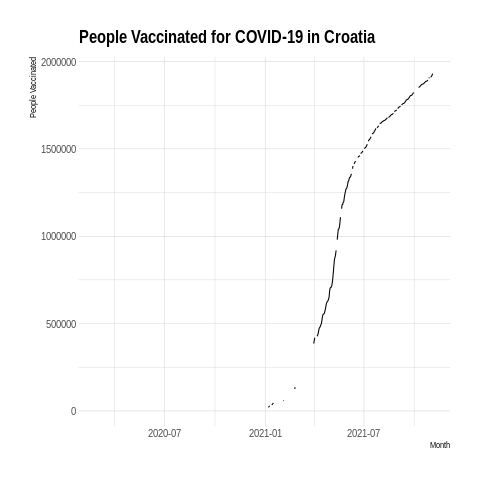 People Vaccinated for COVID-19 in Croatia
People Vaccinated
2000000
1500000
1000000
500000
0
2020-07
2021-01
2021-07
Month